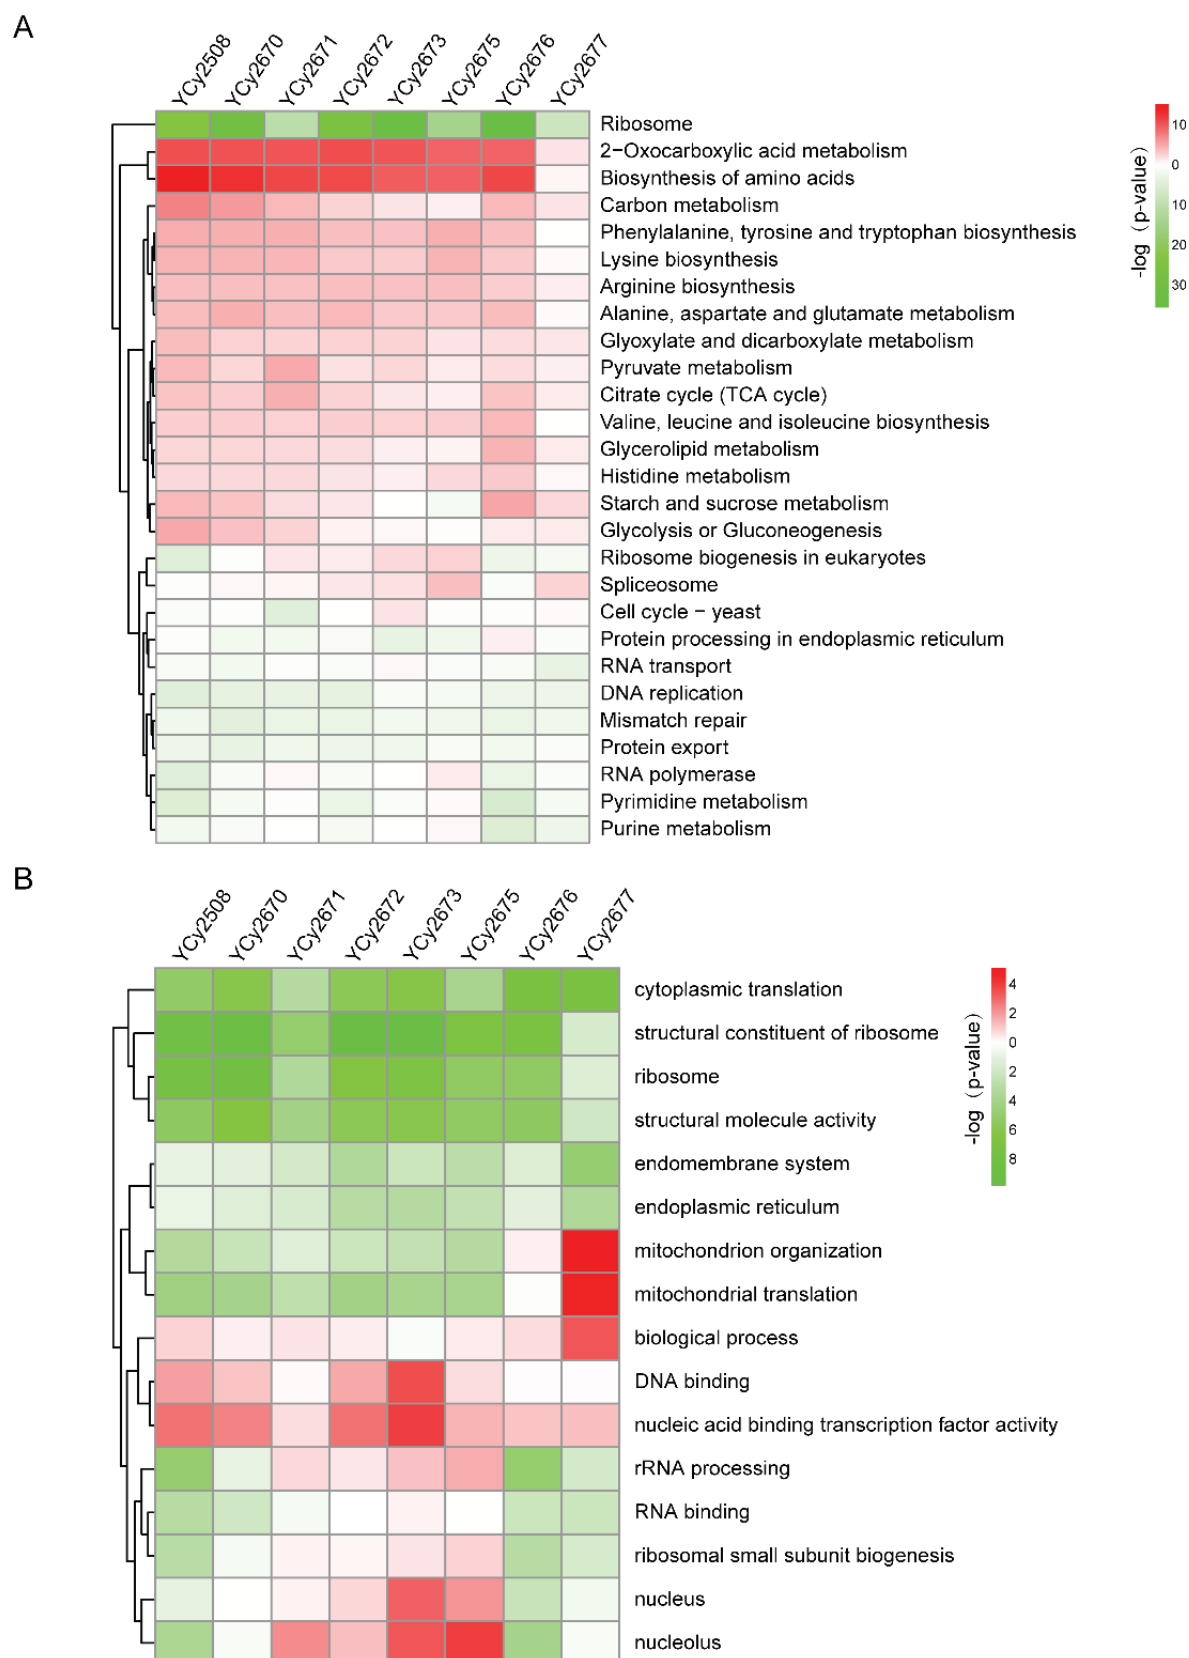 A
YCy2508 YCy2670 YCy2671 YCy2672 YCy2673 YCy2675 YCy2676 YCy2677
Ribosome
2−Oxocarboxylic acid metabolism
Biosynthesis of amino acids
Carbon metabolism
Phenylalanine, tyrosine and tryptophan biosynthesis
Lysine biosynthesis
Arginine biosynthesis
Alanine, aspartate and glutamate metabolism
Glyoxylate and dicarboxylate metabolism
Pyruvate metabolism
Citrate cycle (TCA cycle)
Valine, leucine and isoleucine biosynthesis
Glycerolipid metabolism
Histidine metabolism
Starch and sucrose metabolism
Glycolysis or Gluconeogenesis
Ribosome biogenesis in eukaryotes
Spliceosome
Cell cycle − yeast
Protein processing in endoplasmic reticulum
RNA transport
DNA replication
Mismatch repair
Protein export
RNA polymerase
Pyrimidine metabolism
Purine metabolism
-log（p-value）
10
0
10
20
30
B
YCy2508 YCy2670 YCy2671 YCy2672 YCy2673 YCy2675 YCy2676 YCy2677
cytoplasmic translation
structural constituent of ribosome
ribosome
structural molecule activity
endomembrane system
endoplasmic reticulum
mitochondrion organization
mitochondrial translation
biological process
DNA binding
nucleic acid binding transcription factor activity
rRNA processing
RNA binding
ribosomal small subunit biogenesis
nucleus
nucleolus
-log（p-value）
4
2
0
2
4
6
8